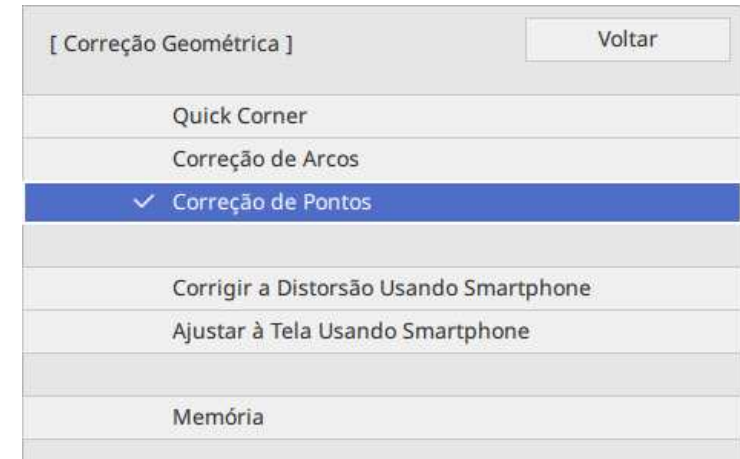 [ Correção Geométrica ]
Voltar
Quick Corner
Correção de Arcos
Correção de Pontos
Corrigir a Distorsão Usando Smartphone
Ajustar à Tela Usando Smartphone
Memória